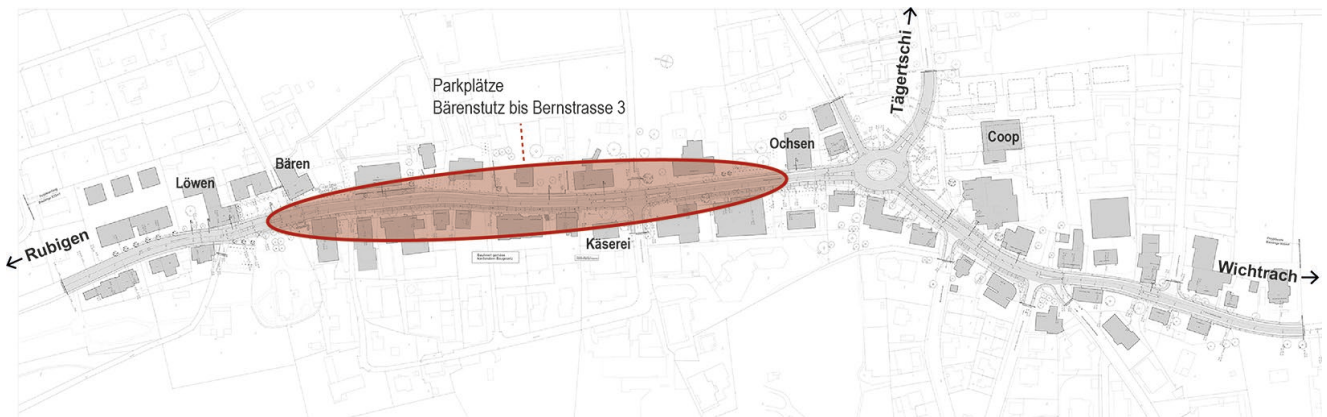 Tägertschi →
Parkplätze
Bärenstutz bis Bernstrasse 3
Ochsen
Coop
Bären
Löwen
Käserei
← Rubigen
Wichtrach →